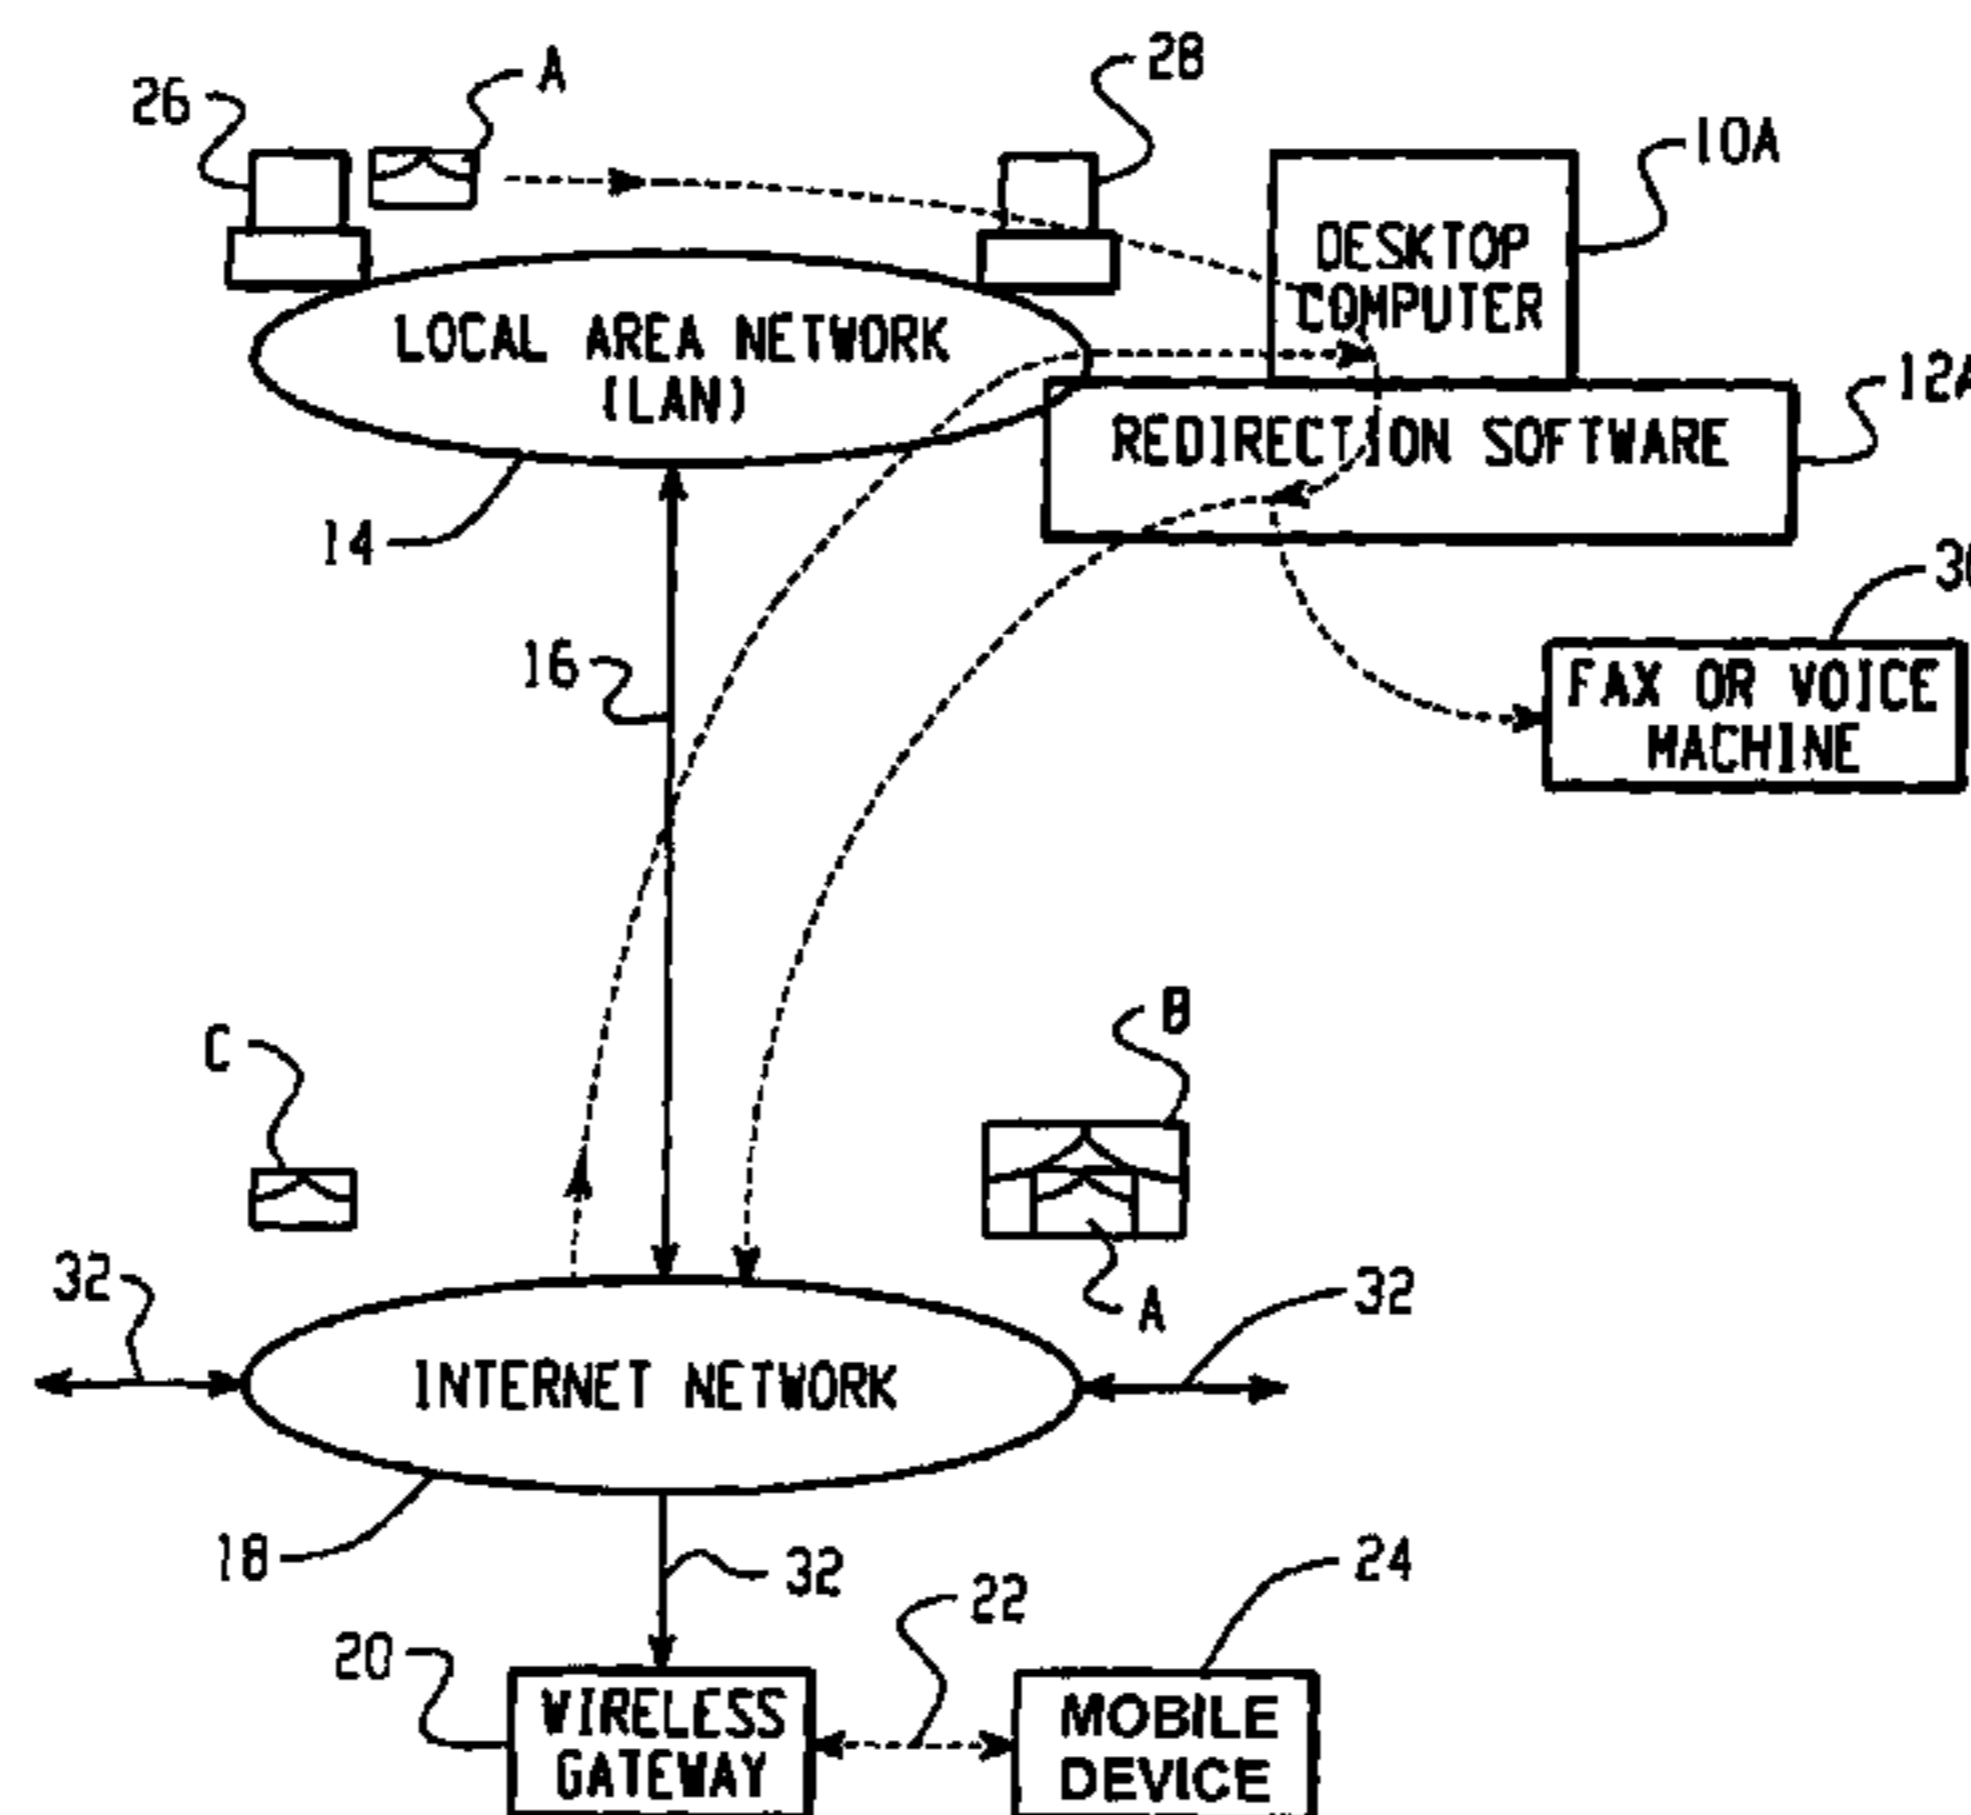 26
A
28
10A
DESKTOP
COMPUTER
LOCAL AREA NETWORK
(LAN)
12A
REDIRECTION SOFTWARE
14
16
FAX OR VOICE
MACHINE
C
B
A
32
32
INTERNET NETWORK
18
32
22
24
20
WIRELESS
GATEWAY
MOBILE
DEVICE